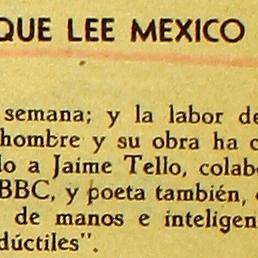 QUE LEE MEXICO
semana; y la labor de
hombre y su obra ha c
do a Jaime Tello, colab
BBC, y poeta también,
de manos e inteligen
dúctiles".